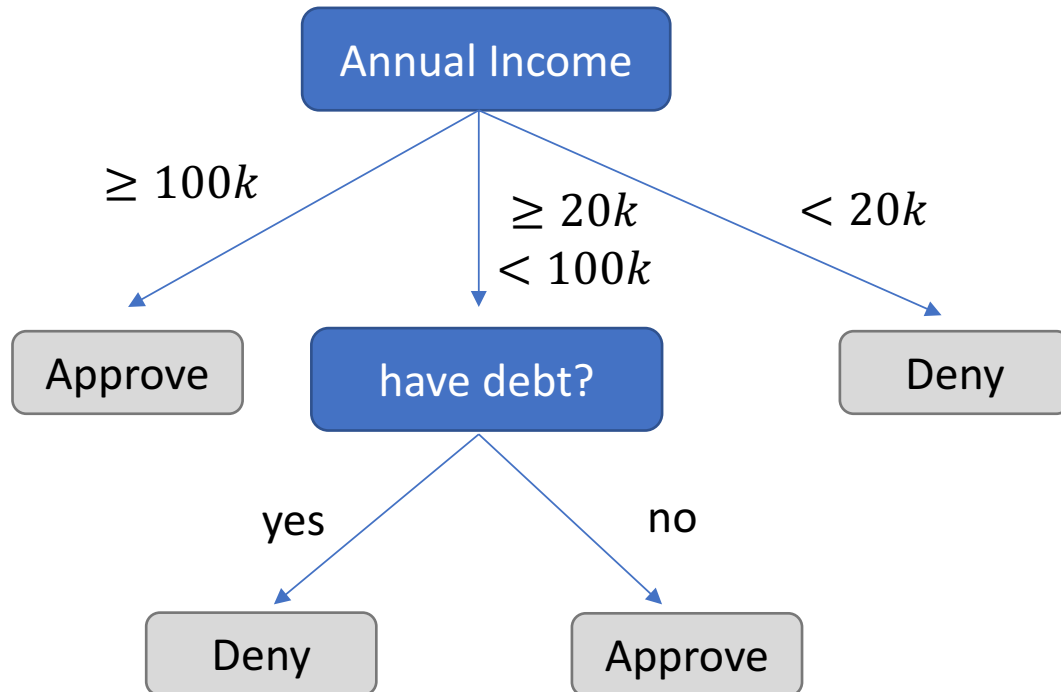 Annual Income
≥ 100k
≥ 20k
< 100k
< 20k
Approve
have debt?
Deny
yes
no
Deny
Approve